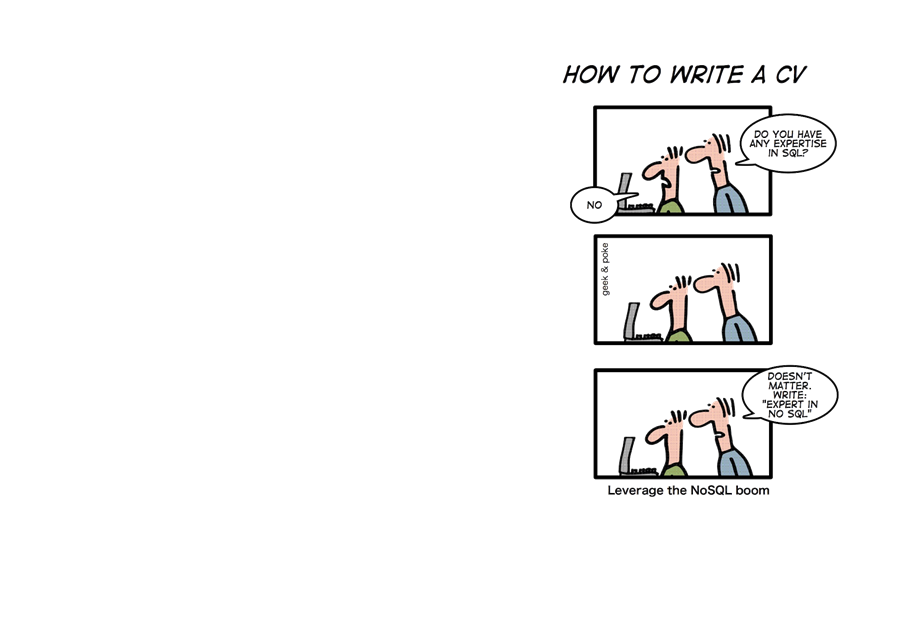 HOW TO WRITE A CV
DO YOU HAVE
ANY EXPERTISE
IN SQL?
NO
geek & poke
DOESN'T
MATTER.
WRITE:
"EXPERT IN
NO SQL"
Leverage the NoSQL boom